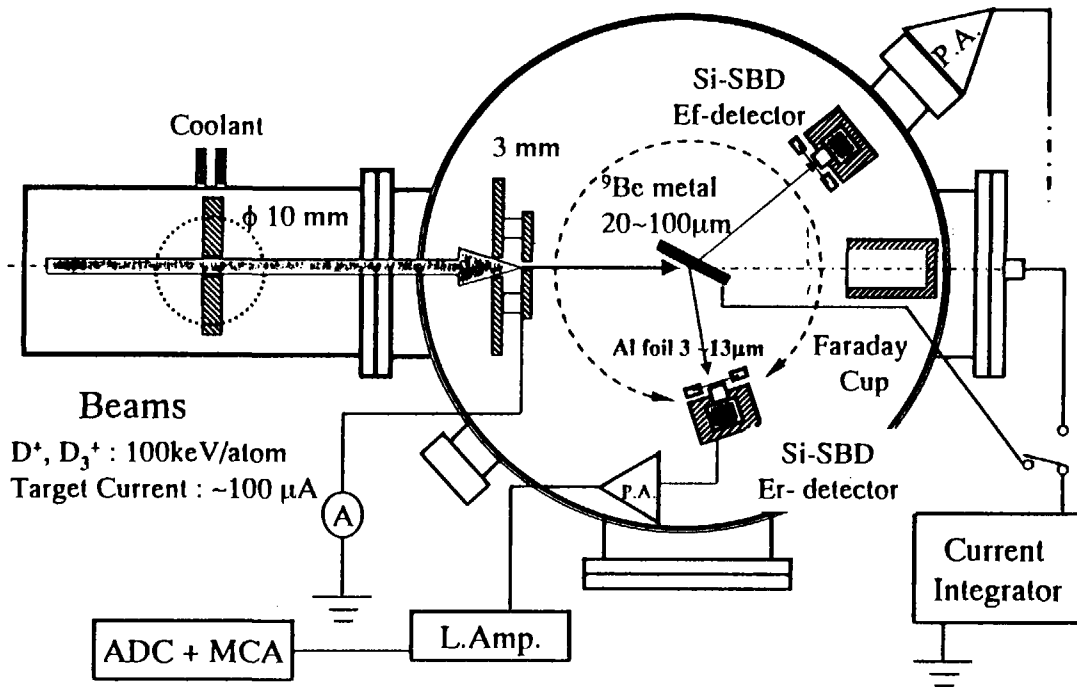 P.A.
Si-SBD
Ef-detector
Coolant
3 mm
ϕ 10 mm
⁹Be metal
20~100μm
Al foil 3 ~13μm
Faraday
Cup
Beams
D⁺, D₃⁺ : 100keV/atom
Target Current : ~100 μA
A
P.A.
Si-SBD
Er- detector
Current
Integrator
L.Amp.
ADC + MCA